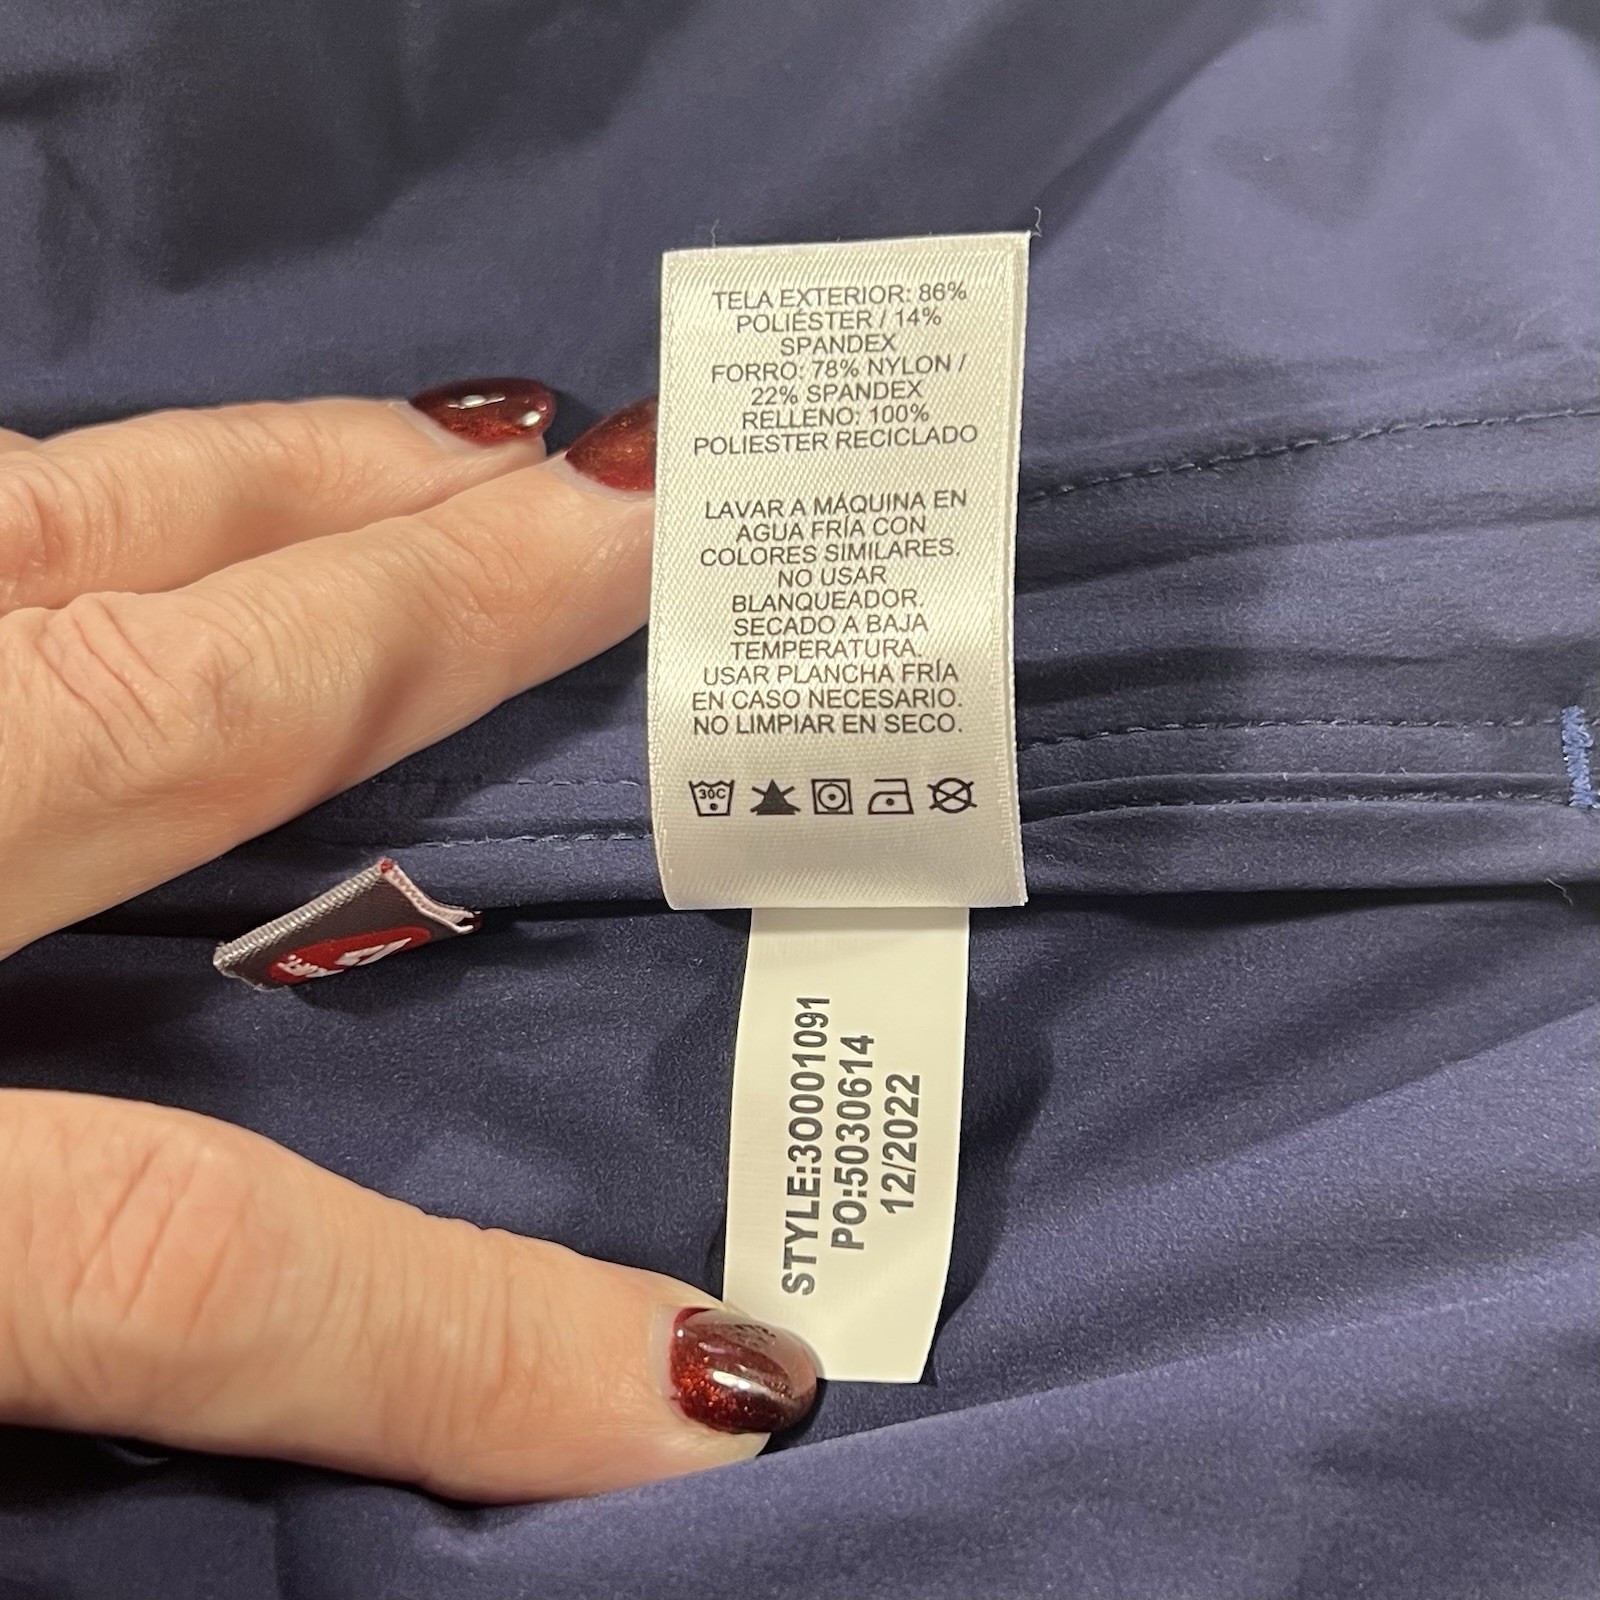 TELA EXTERIOR: 86%
POLIÉSTER / 14%
SPANDEX
FORRO: 78% NYLON /
22% SPANDEX
RELLENO: 100%
POLIESTER RECICLADO
LAVAR A MÁQUINA EN
AGUA FRÍA CON
COLORES SIMILARES.
NO USAR
BLANQUEADOR.
SECADO A BAJA
TEMPERATURA.
USAR PLANCHA FRÍA
EN CASO NECESARIO.
NO LIMPIAR EN SECO.
30C
STYLE:30001091
PO:5030614
12/2022